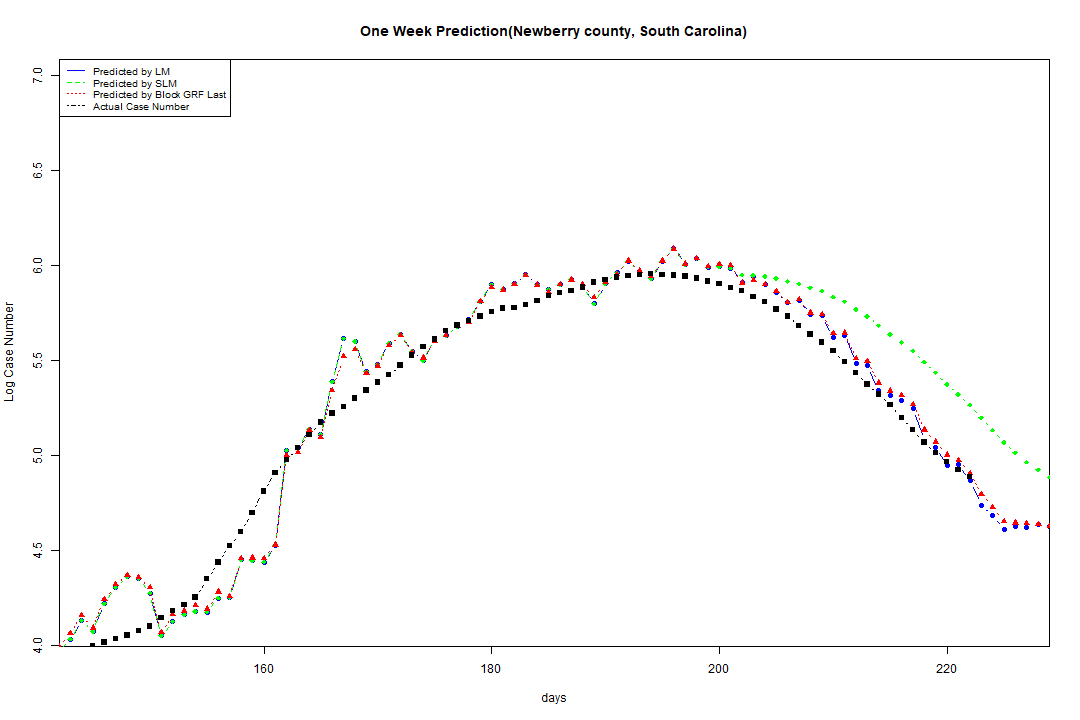 One Week Prediction(Newberry county, South Carolina)
Predicted by LM
Predicted by SLM
Predicted by Block GRF Last
Actual Case Number
7.0
6.5
6.0
5.5
5.0
4.5
4.0
Log Case Number
160 180 200 220
days